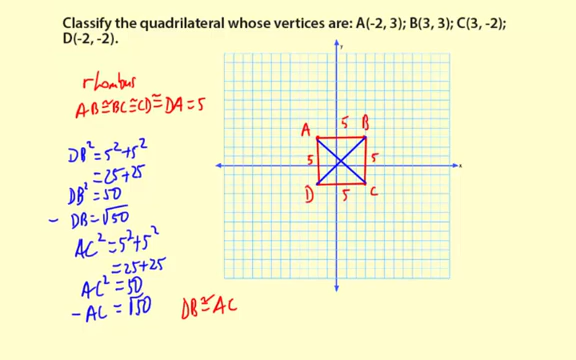 Classify the quadrilateral whose vertices are: A(-2, 3); B(3, 3); C(3, -2);
D(-2, -2).
rhombus
AB≅BC≅CD≅DA=5
DB²=5²+5²
=25+25
DB²=50
- DB=√50
AC²=5²+5²
=25+25
AC²=50
- AC=√50
DB≅AC
y
A 5 B
5 5
x
D 5 C